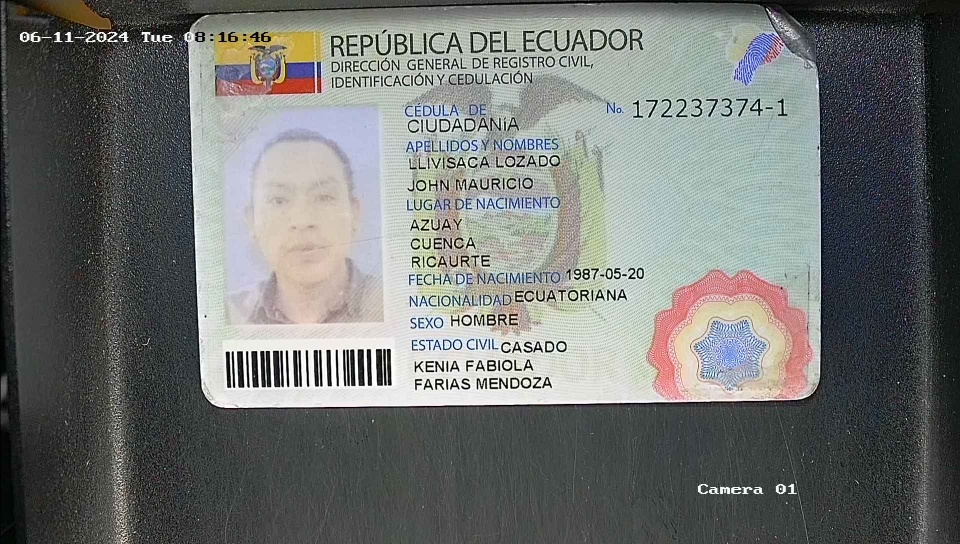 06-11-2024 Tue 08:16:46
REPÚBLICA DEL ECUADOR
DIRECCIÓN GENERAL DE REGISTRO CIVIL,
IDENTIFICACIÓN Y CEDULACIÓN
CÉDULA DE No. 172237374-1
CIUDADANíA
APELLIDOS Y NOMBRES
LLIVISACA LOZADO
JOHN MAURICIO
LUGAR DE NACIMIENTO
AZUAY
CUENCA
RICAURTE
FECHA DE NACIMIENTO 1987-05-20
NACIONALIDAD ECUATORIANA
SEXO HOMBRE
ESTADO CIVIL CASADO
KENIA FABIOLA
FARIAS MENDOZA
Camera 01